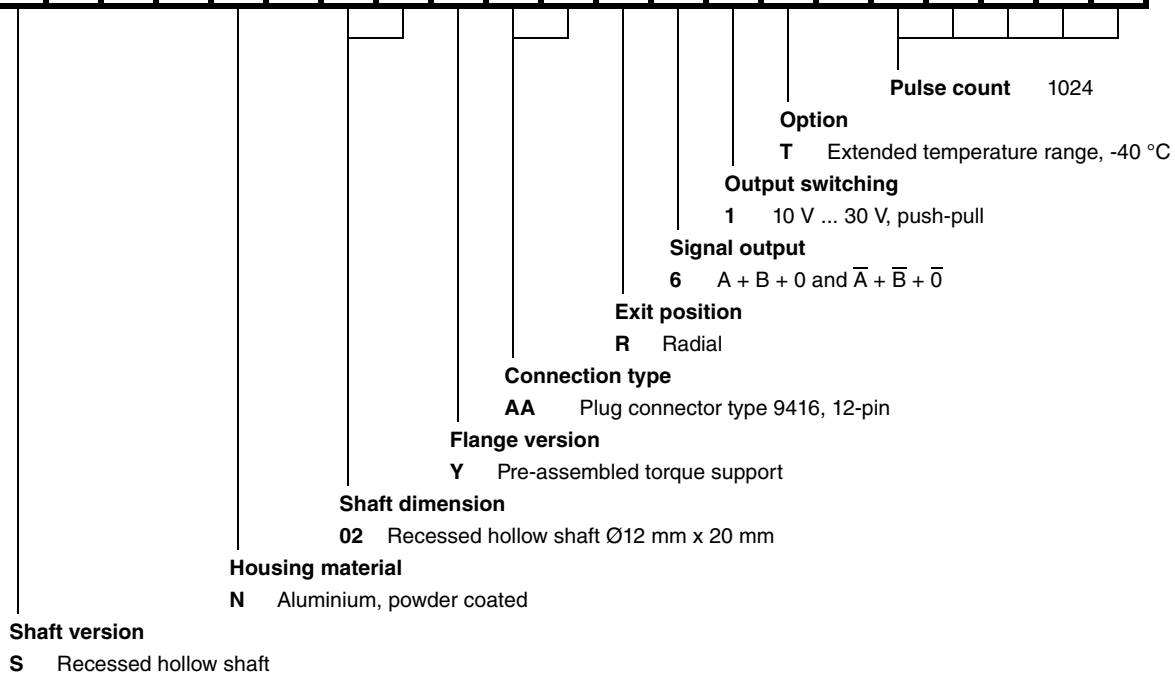 Pulse count 1024
Option
T Extended temperature range, -40 °C
Output switching
1 10 V ... 30 V, push-pull
Signal output
6 A + B + 0 and A̅ + B̅ + 0̅
Exit position
R Radial
Connection type
AA Plug connector type 9416, 12-pin
Flange version
Y Pre-assembled torque support
Shaft dimension
02 Recessed hollow shaft Ø12 mm x 20 mm
Housing material
N Aluminium, powder coated
Shaft version
S Recessed hollow shaft